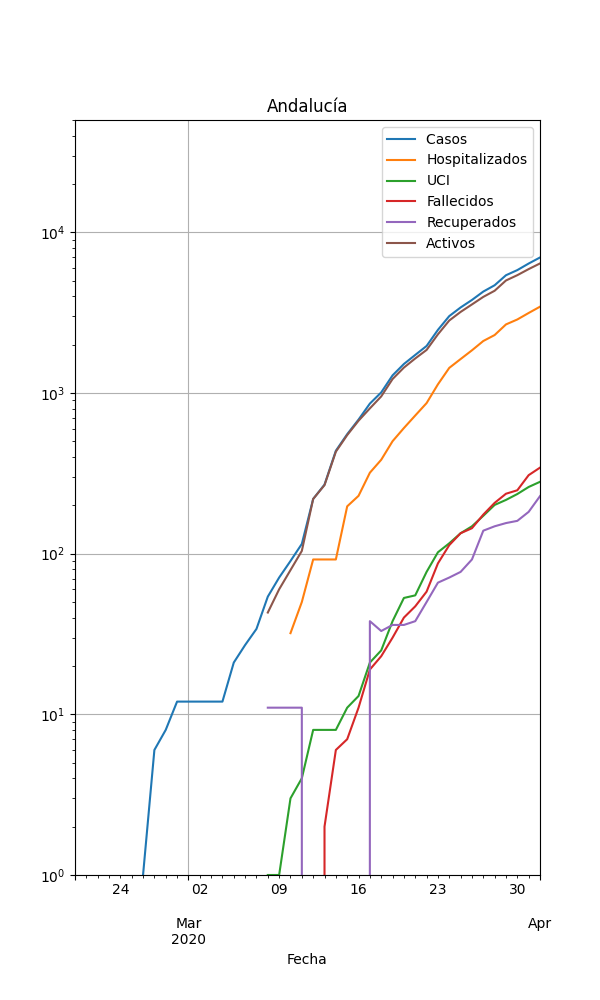 Andalucía
Casos
Hospitalizados
UCI
Fallecidos
Recuperados
Activos
10^4
10^3
10^2
10^1
10^0
24 02 09 16 23 30
Mar Apr
2020
Fecha